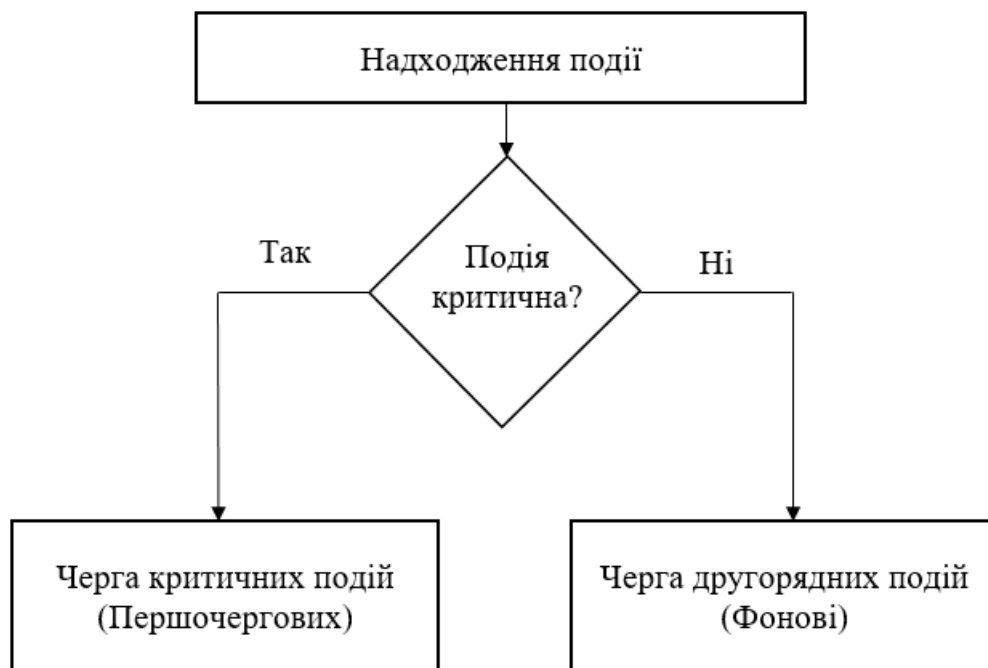 Надходження події
Так
Подія
критична?
Ні
Черга критичних подій
(Першочергових)
Черга другорядних подій
(Фонові)